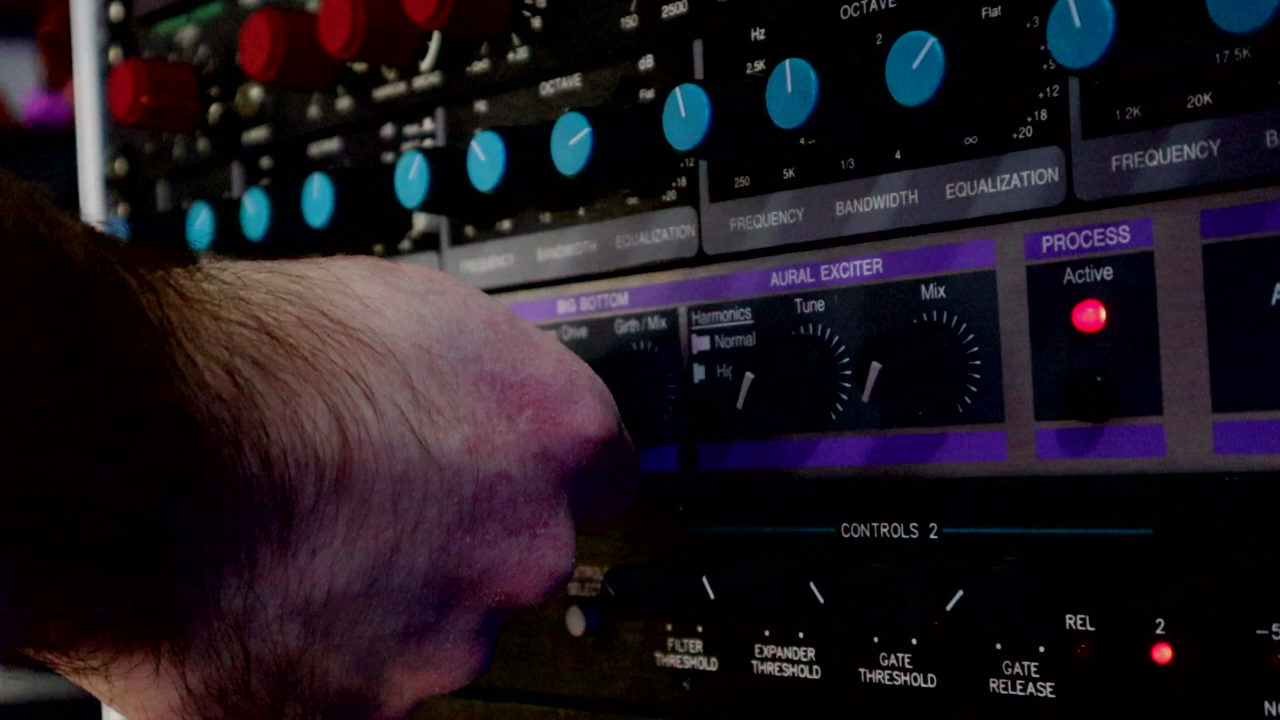 150 2500
OCTAVE
Flat
Hz
2
+3
2.5K
dB
17.5K
OCTAVE
Flat
+12
+18
+20
1.2K
20K
∞
4
1/3
5K
250
+12
+18
+20
FREQUENCY
BANDWIDTH
EQUALIZATION
FREQUENCY
BANDWIDTH
EQUALIZATION
FREQUENCY
B
BIG BOTTOM
AURAL EXCITER
PROCESS
Drive
Girth/Mix
Harmonics
Normal
Tune
Mix
Active
CONTROLS 2
FILTER
THRESHOLD
EXPANDER
THRESHOLD
GATE
THRESHOLD
GATE
RELEASE
REL
2